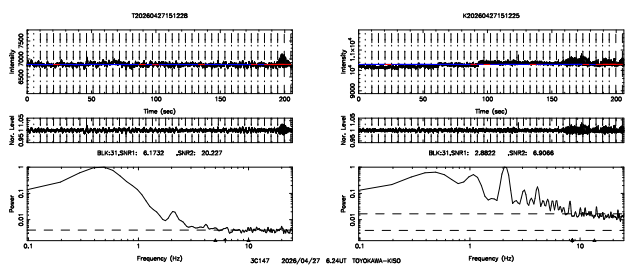 T20260427151228
Intensity
6500 7000 7500
0 50 100 150 200
Time (sec)
Nor. Level
0.95 1.05
BLK:31,SNR1: 6.1732 ,SNR2: 20.227
Power
1
0.1
0.01
0.1 1 10
Frequency (Hz)
K20260427151225
Intensity
9000 10⁴ 1.1×10⁴
0 50 100 150 200
Time (sec)
Nor. Level
0.95 1.05
BLK:31,SNR1: 2.8822 ,SNR2: 6.9066
Power
1
0.1
0.01
0.1 1 10
Frequency (Hz)
3C147 2026/04/27 6.24UT TOYOKAWA-KISO